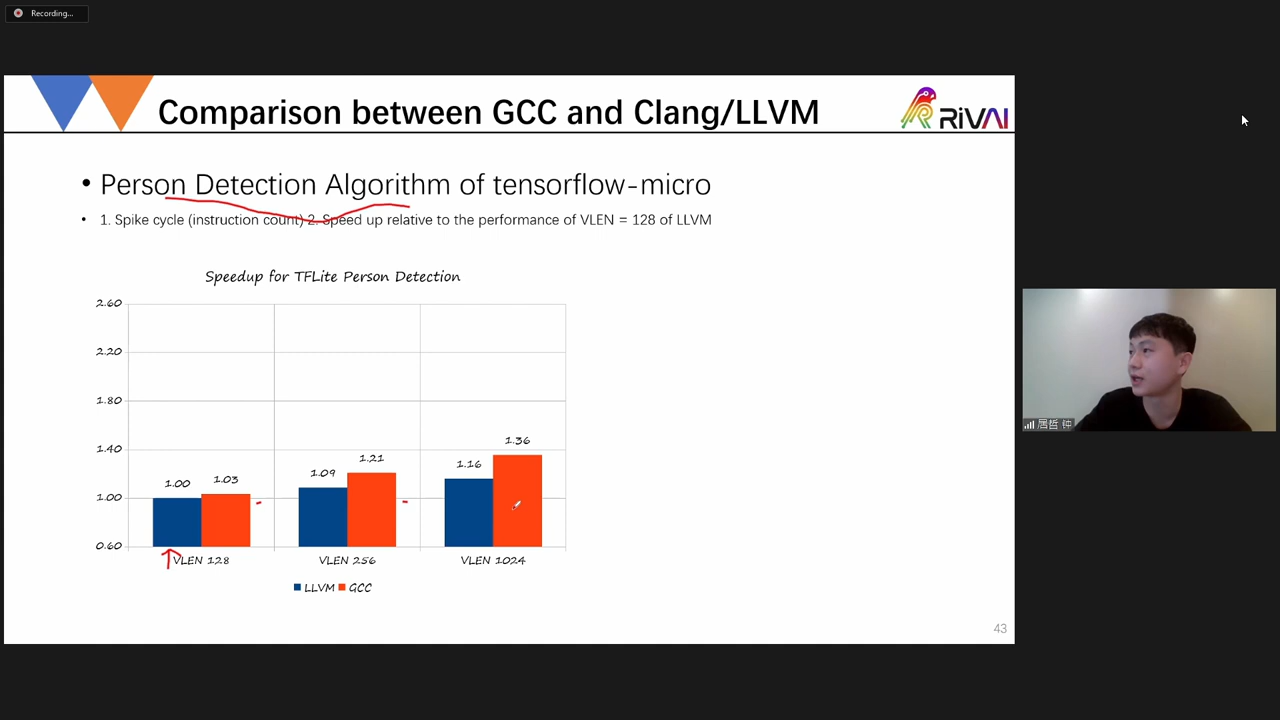 Recording...
Comparison between GCC and Clang/LLVM
RiVAI
• Person Detection Algorithm of tensorflow-micro
• 1. Spike cycle (instruction count) 2. Speed up relative to the performance of VLEN = 128 of LLVM
Speedup for TFLite Person Detection
2.60
2.20
1.80
1.40
1.00
0.60
1.00
1.03
1.09
1.21
1.16
1.36
VLEN 128
VLEN 256
VLEN 1024
LLVM
GCC
43
居哲 钟